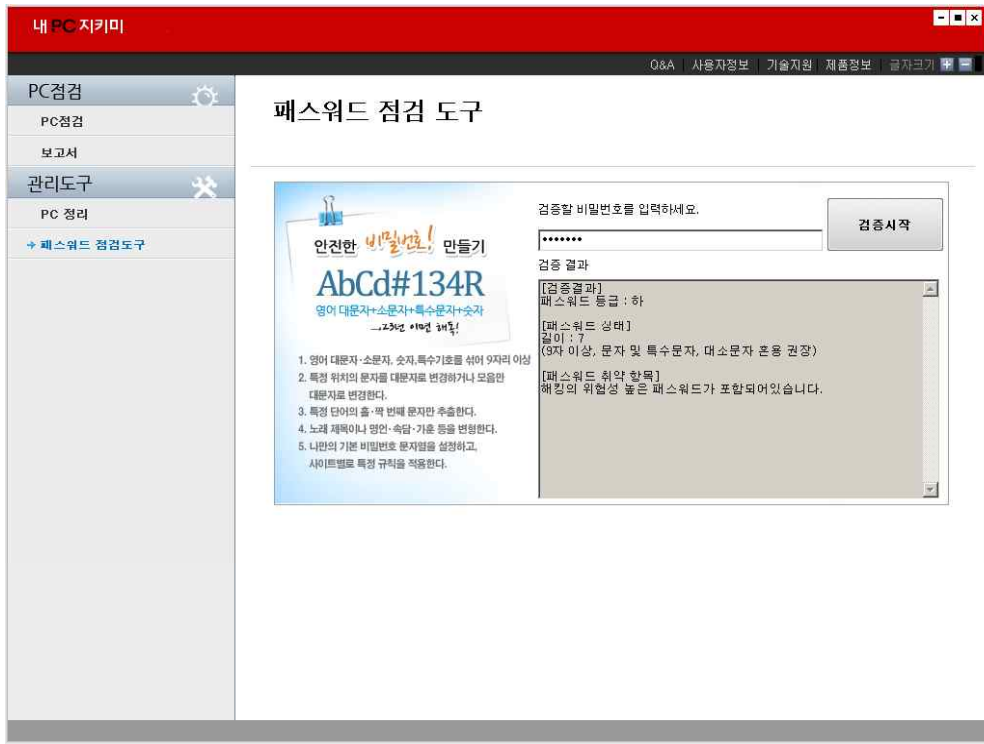 내PC지키미
Q&A 사용자정보 기술지원 제품정보 글자크기
PC점검
PC점검
보고서
관리도구
PC 정리
패스워드 점검도구
패스워드 점검 도구
안진한 비밀번호! 만들기
AbCd#134R
영어 대문자+소문자+특수문자+숫자
...23년 이면 해독!
1. 영어 대문자·소문자, 숫자,특수기호를 섞어 9자리 이상
2. 특정 위치의 문자를 대문자로 변경하거나 모음만
대문자로 변경한다.
3. 특정 단어의 홀·짝 번째 문자만 추출한다.
4. 노래 제목이나 명언·속담·가훈 등을 변형한다.
5. 나만의 기본 비밀번호 문자열을 설정하고,
사이트별로 특정 규칙을 적용한다.
검증할 비밀번호를 입력하세요.
•••••••
검증시작
검증 결과
[검증결과]
패스워드 등급 : 하
[패스워드 상태]
길이 : 7
(9자 이상, 문자 및 특수문자, 대소문자 혼용 권장)
[패스워드 취약 항목]
해킹의 위험성 높은 패스워드가 포합되어있습니다.